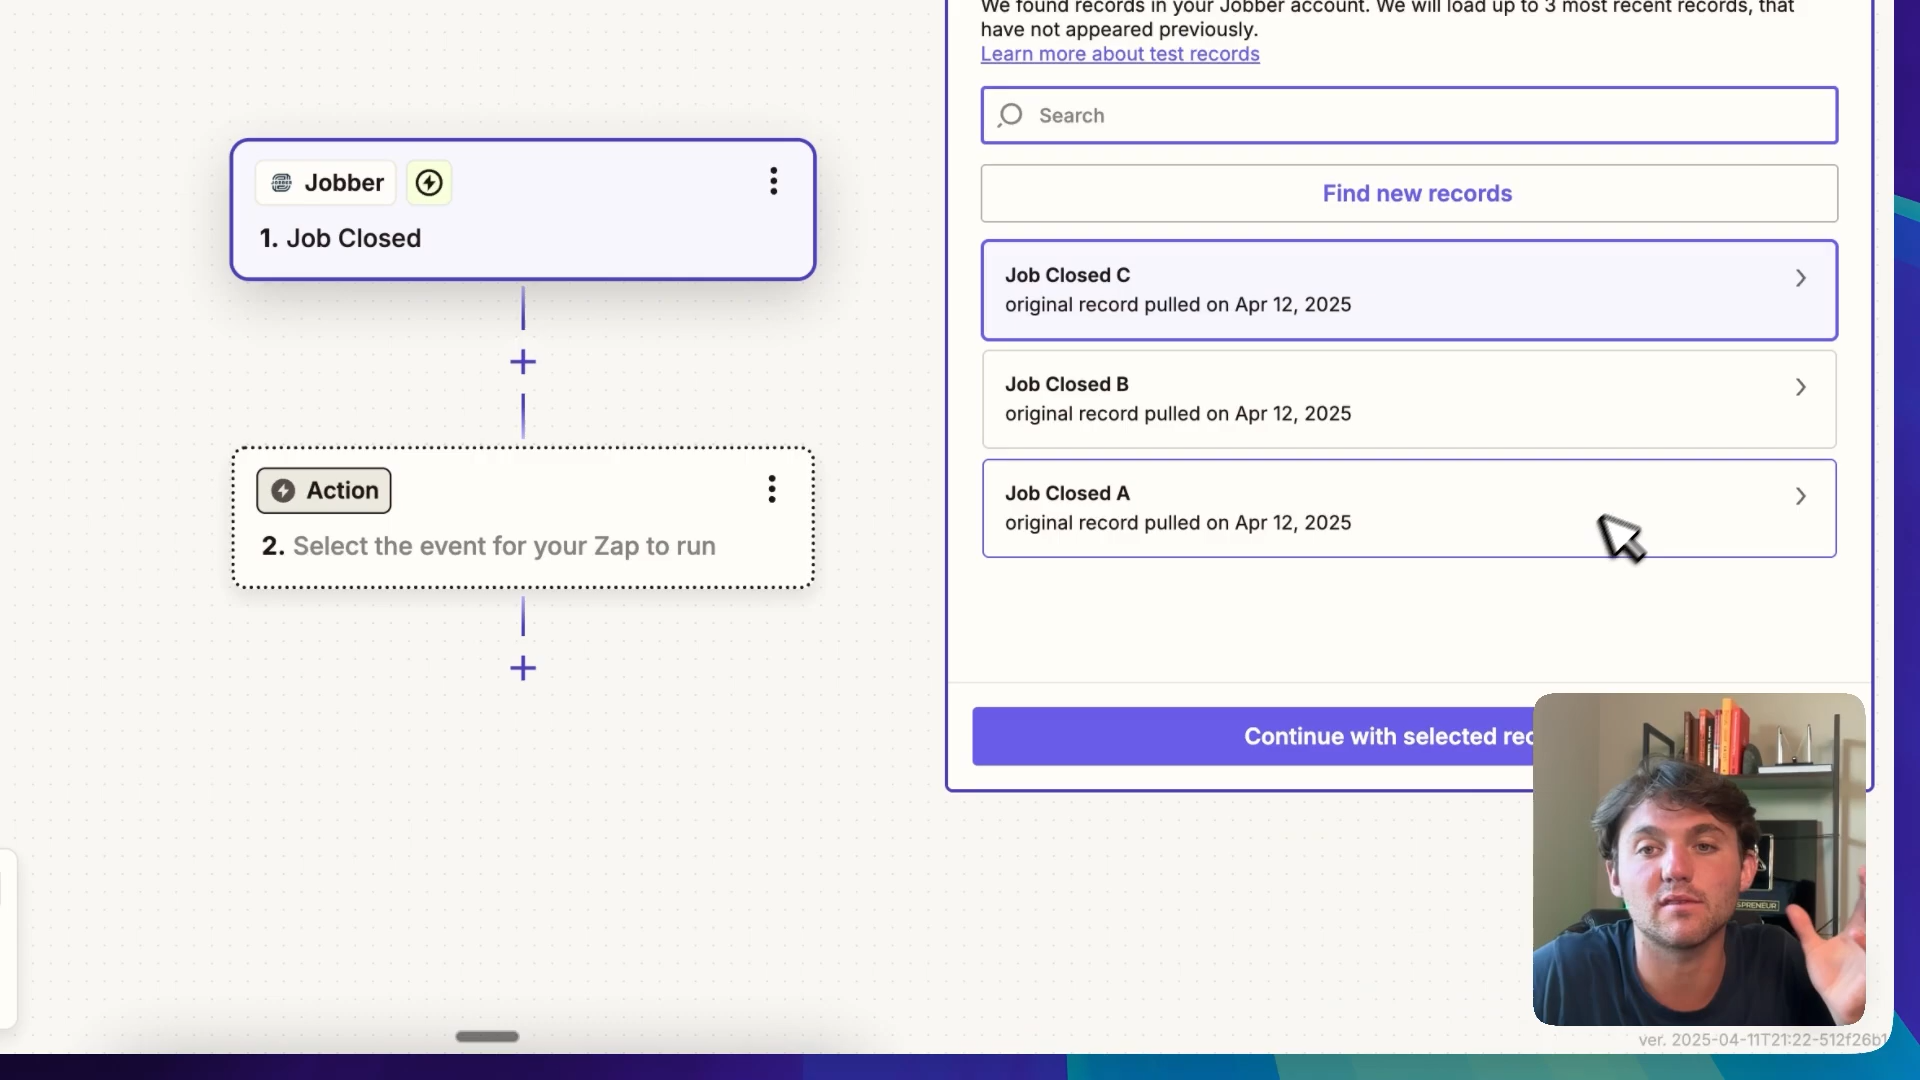 We found records in your Jobber account. We will load up to 3 most recent records, that
have not appeared previously.
Learn more about test records
Search
Find new records
Job Closed C
original record pulled on Apr 12, 2025
Job Closed B
original record pulled on Apr 12, 2025
Job Closed A
original record pulled on Apr 12, 2025
Continue with selected rec
Jobber
1. Job Closed
Action
2. Select the event for your Zap to run
SPRENEUR
ver. 2025-04-11T21:22-512f26b1